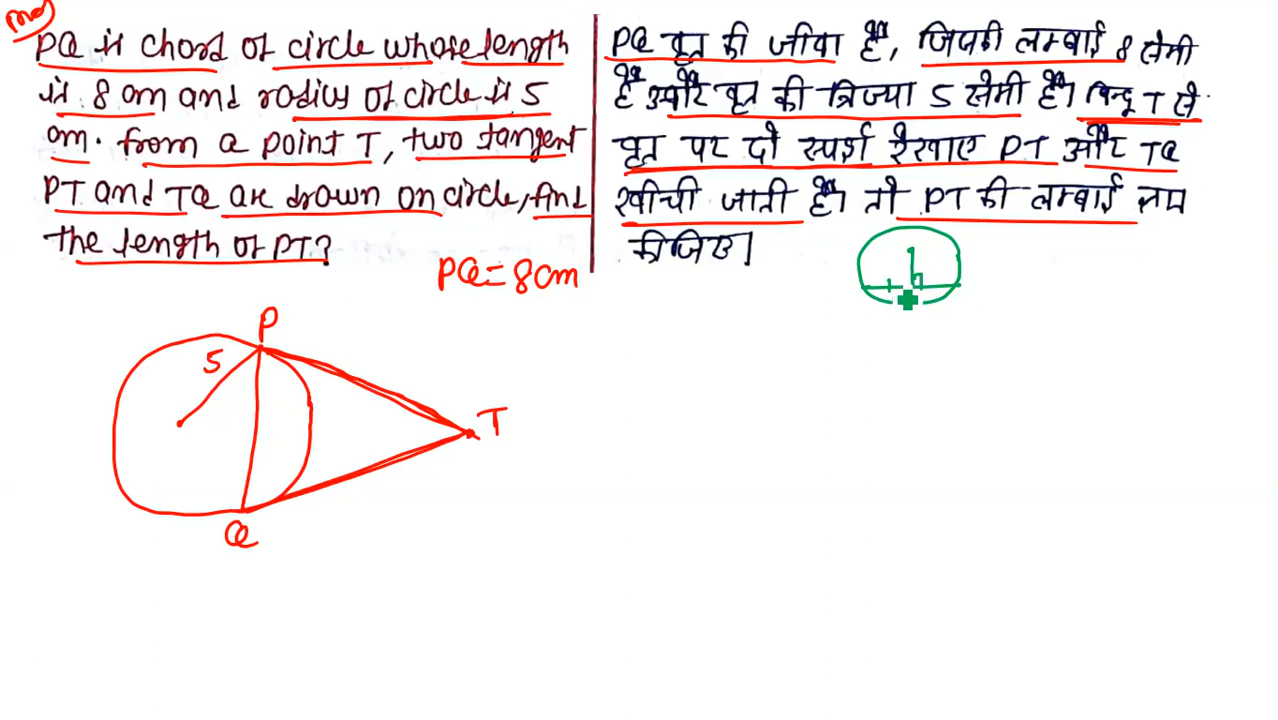 PQ is chord of circle whose length
is 8 cm and radius of circle is 5
cm. from a point T, two tangent
PT and TQ are drawn on circle, find
the length of PT?
PQ वृत्त की जीवा है, जिसकी लम्बाई 8 सेमी
है और वृत्त की त्रिज्या 5 सेमी है। बिन्दु T से
वृत्त पर दो स्पर्श रेखाए PT और TQ
खीची जाती है। तो PT की लम्बाई ज्ञात
कीजिए।
PQ = 8cm
P
5
T
Q